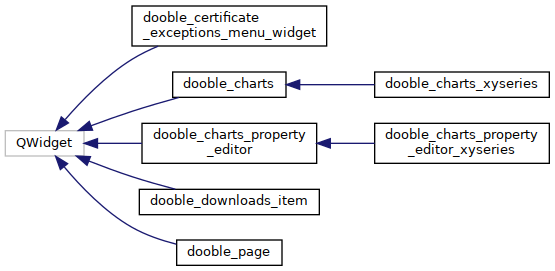 dooble_certificate
_exceptions_menu_widget
dooble_charts
dooble_charts_xyseries
QWidget
dooble_charts_property
_editor
dooble_charts_property
_editor_xyseries
dooble_downloads_item
dooble_page